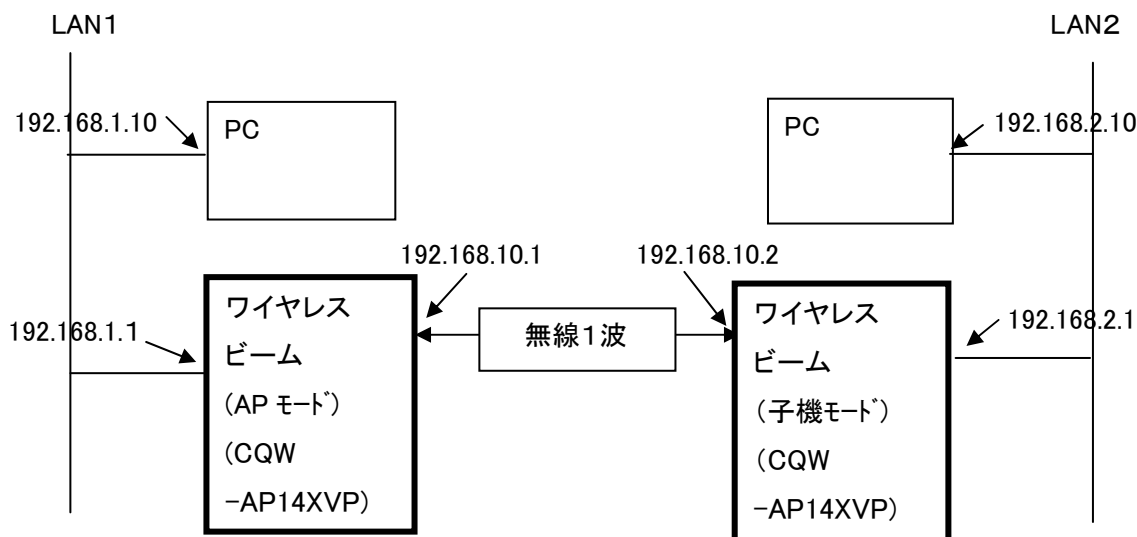 LAN1
LAN2
192.168.1.10
PC
PC
192.168.2.10
192.168.10.1
192.168.10.2
192.168.1.1
ワイヤレス
ビーム
(AP モード)
(CQW
-AP14XVP)
無線1波
ワイヤレス
ビーム
(子機モード)
(CQW
-AP14XVP)
192.168.2.1